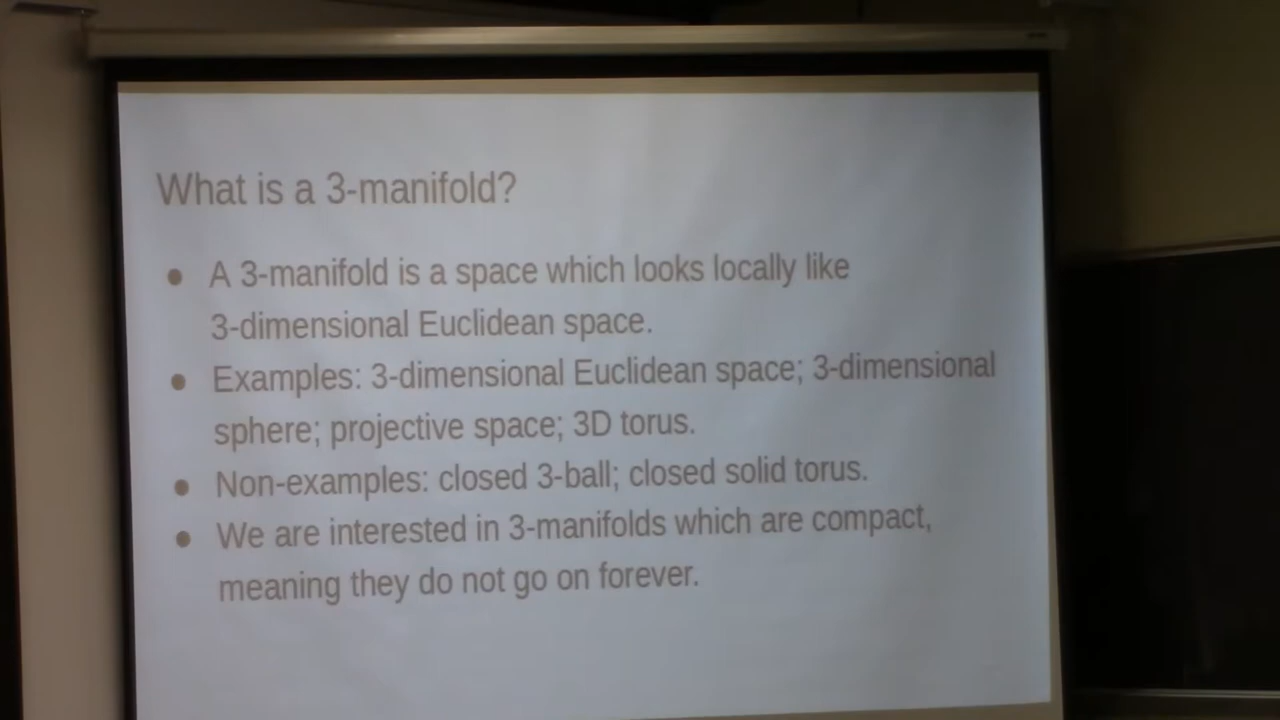 What is a 3-manifold?
● A 3-manifold is a space which looks locally like
3-dimensional Euclidean space.
● Examples: 3-dimensional Euclidean space; 3-dimensional
sphere; projective space; 3D torus.
● Non-examples: closed 3-ball; closed solid torus.
● We are interested in 3-manifolds which are compact,
meaning they do not go on forever.